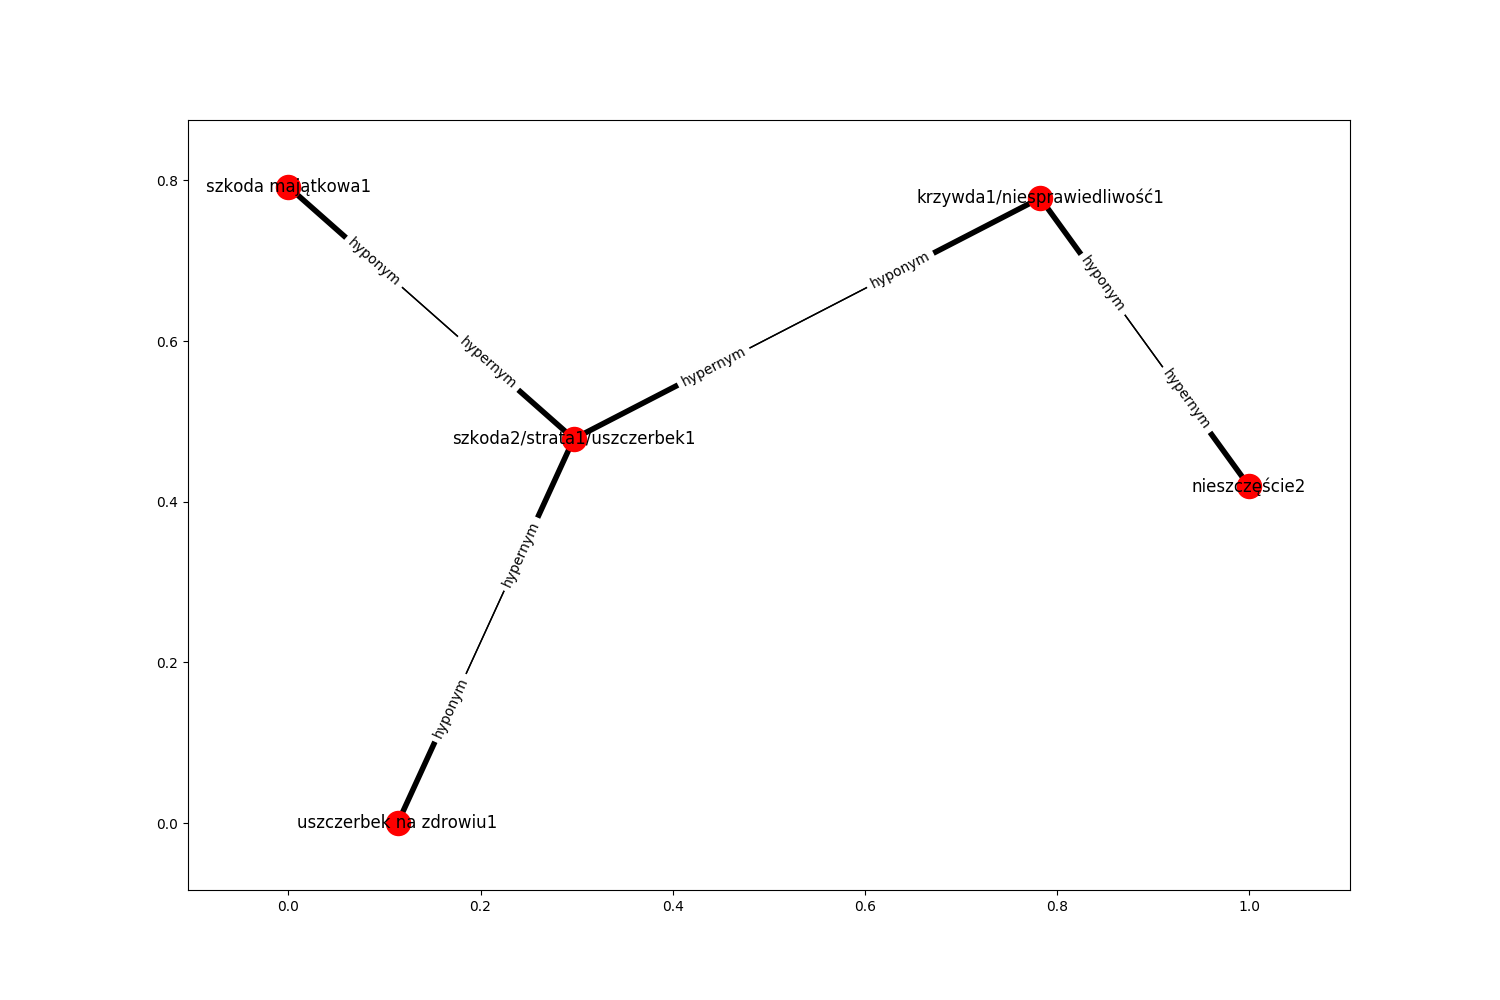 0.8
0.6
0.4
0.2
0.0
szkoda majątkowa1
krzywda1/niesprawiedliwość1
hyponym
hyponym
hyponym
hypernym
hypernym
hypernym
szkoda2/strata1/uszczerbek1
nieszczęście2
hypernym
hyponym
uszczerbek na zdrowiu1
0.0 0.2 0.4 0.6 0.8 1.0